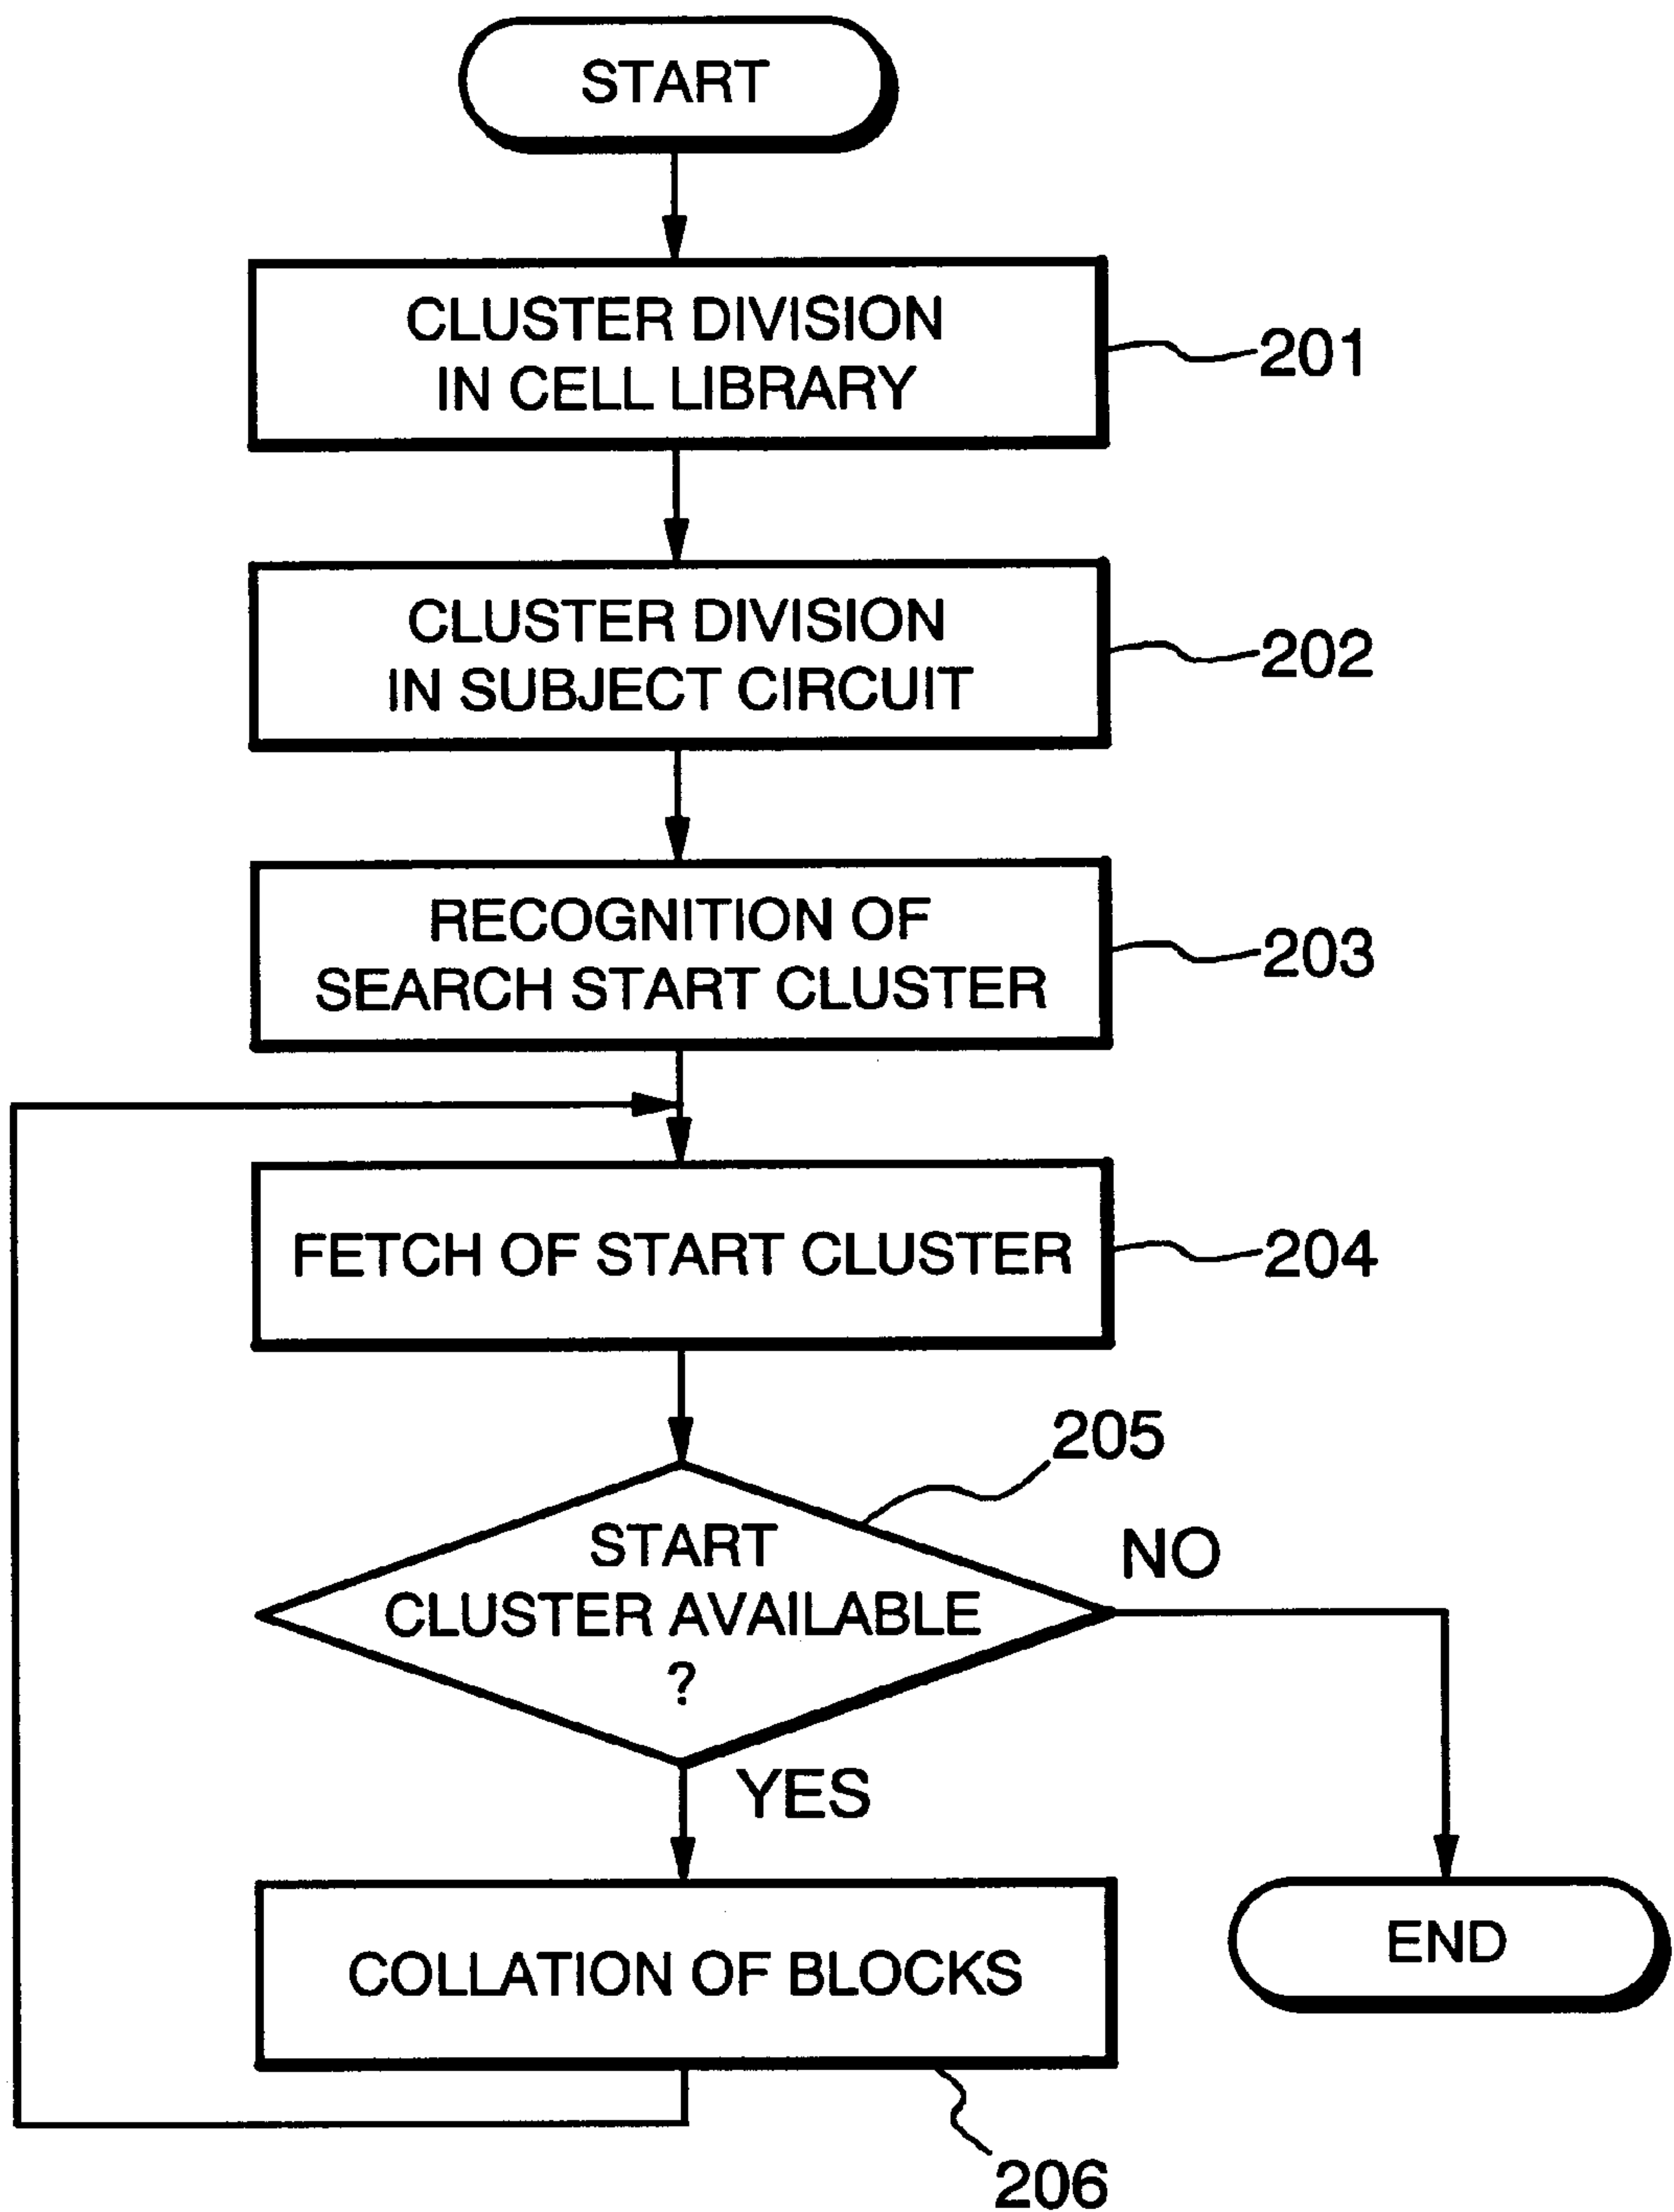 START
CLUSTER DIVISION
IN CELL LIBRARY
201
CLUSTER DIVISION
IN SUBJECT CIRCUIT
202
RECOGNITION OF
SEARCH START CLUSTER
203
FETCH OF START CLUSTER
204
205
START
CLUSTER AVAILABLE
?
NO
YES
COLLATION OF BLOCKS
END
206